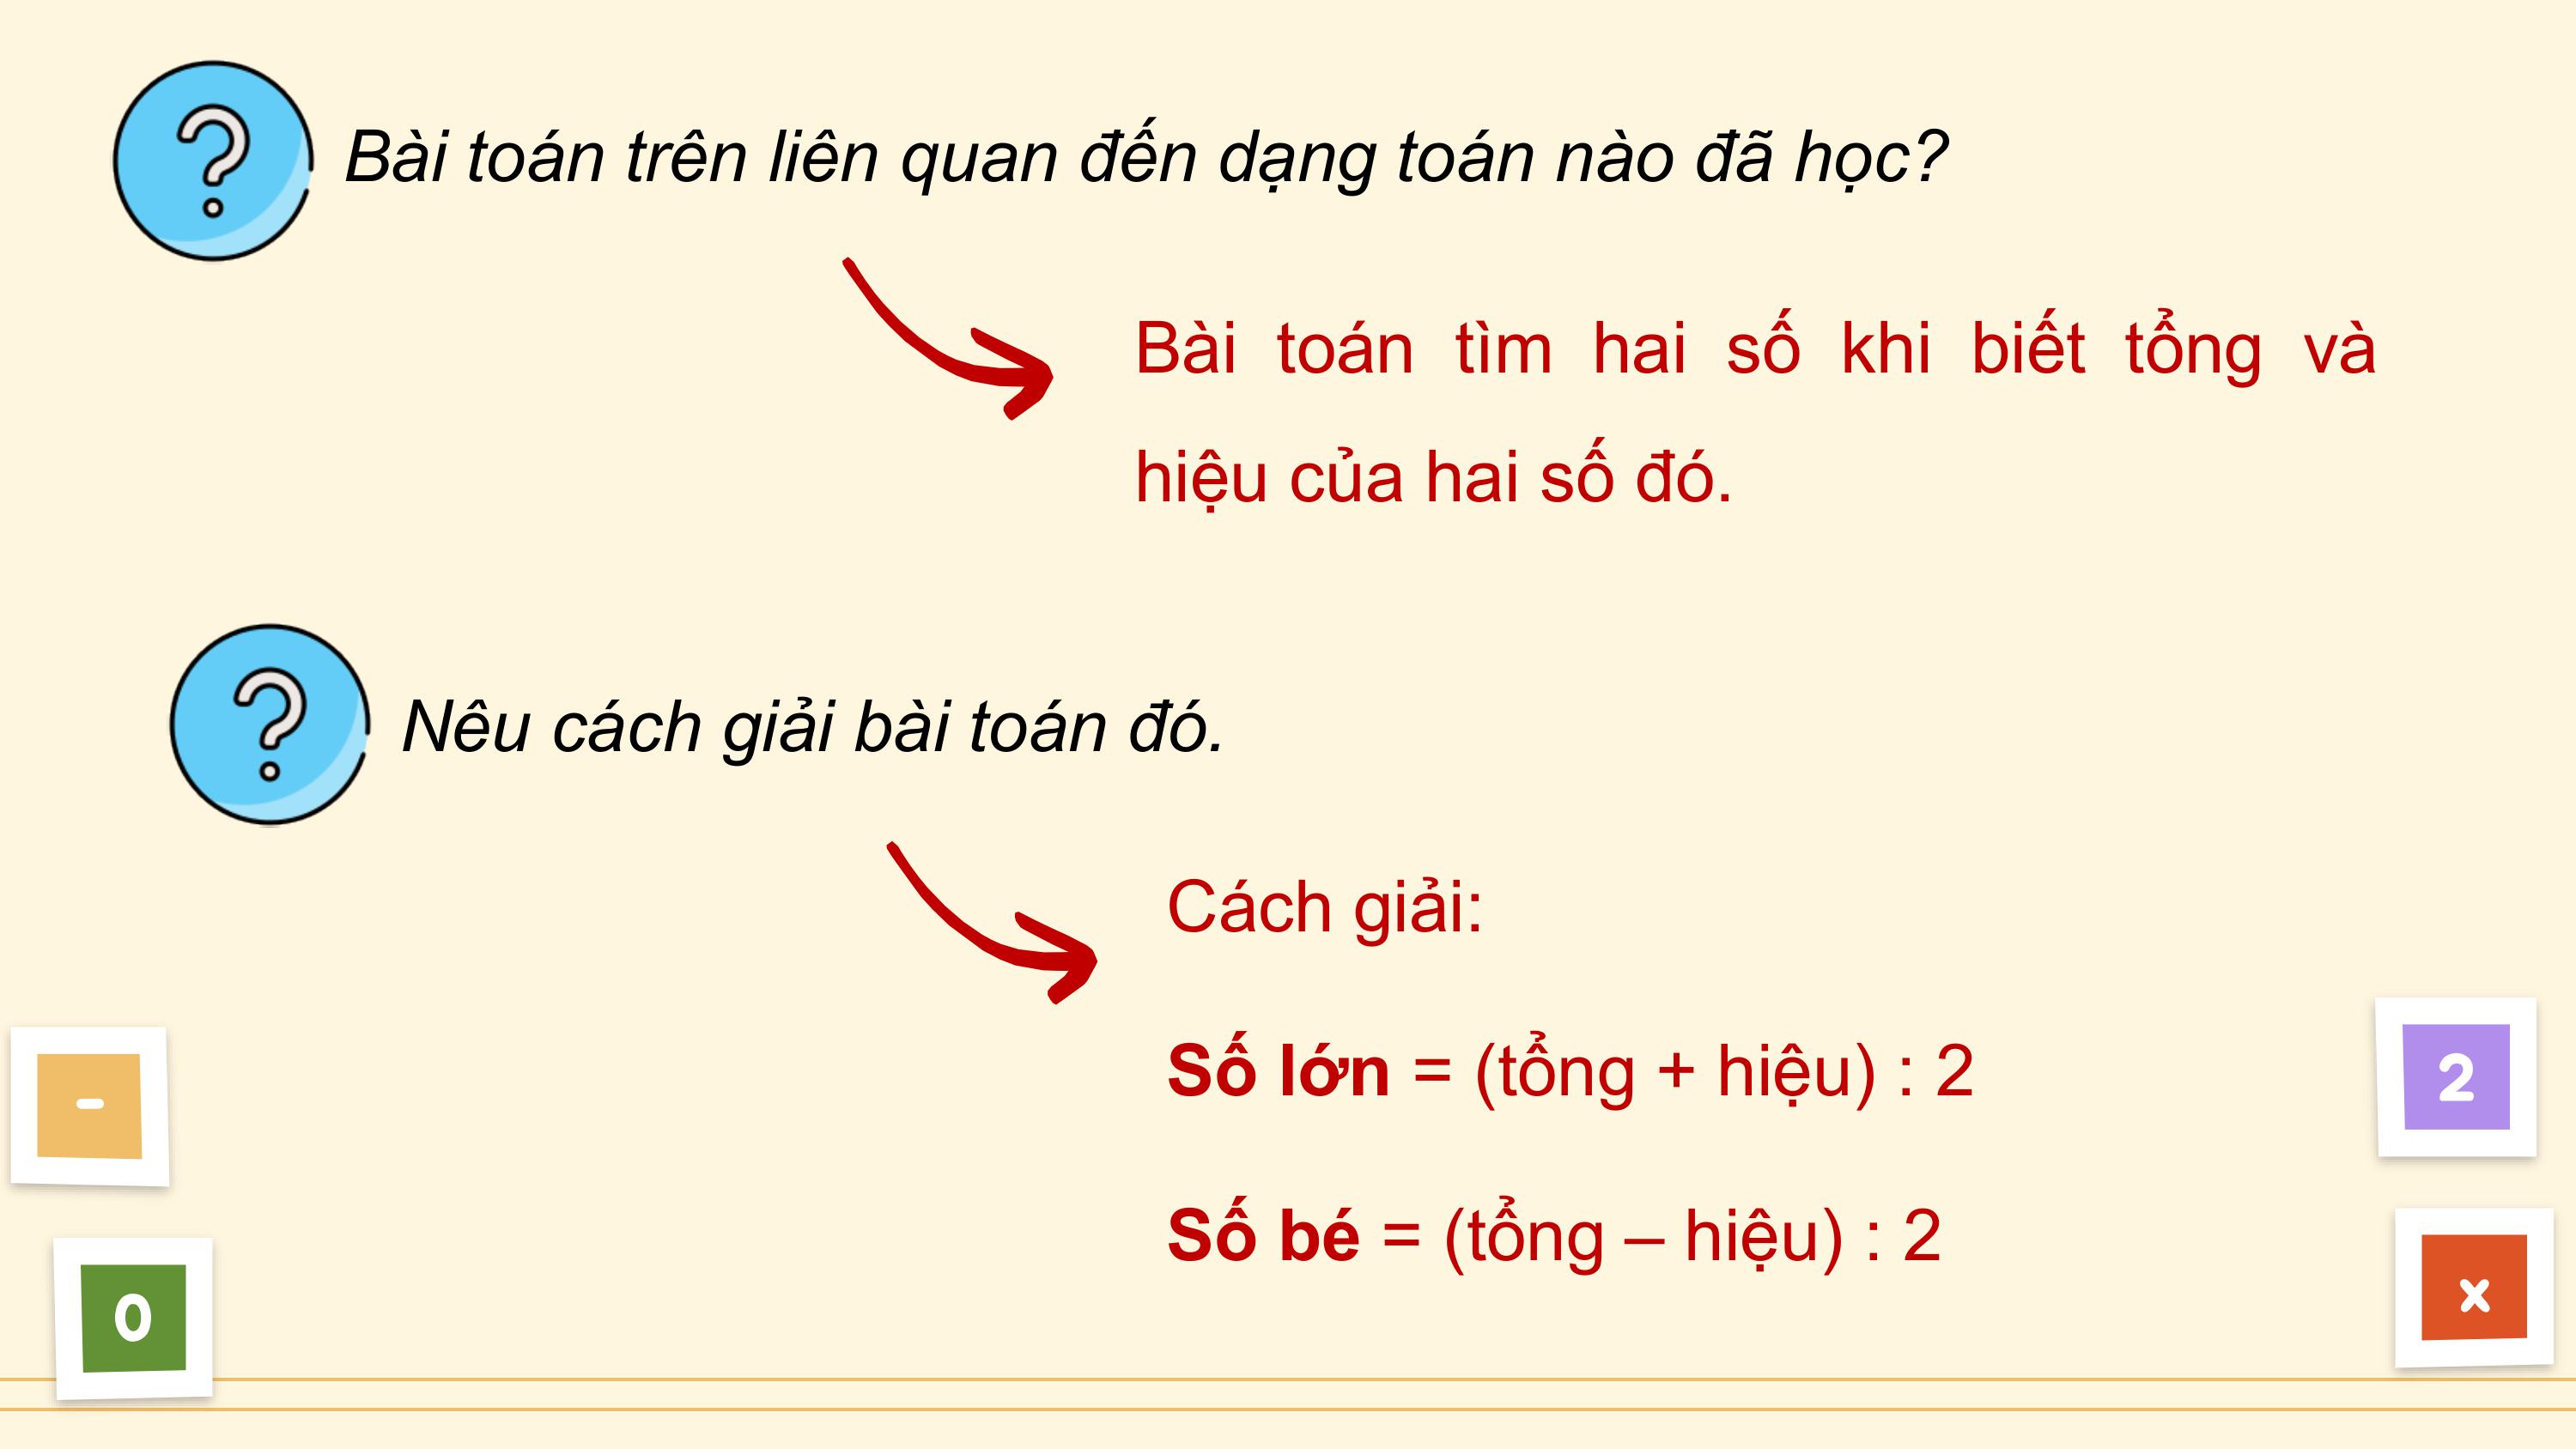 Bài toán trên liên quan đến dạng toán nào đã học?
Bài toán tìm hai số khi biết tổng và
hiệu của hai số đó.
Nêu cách giải bài toán đó.
Cách giải:
Số lớn = (tổng + hiệu) : 2
Số bé = (tổng – hiệu) : 2
-
2
0
x